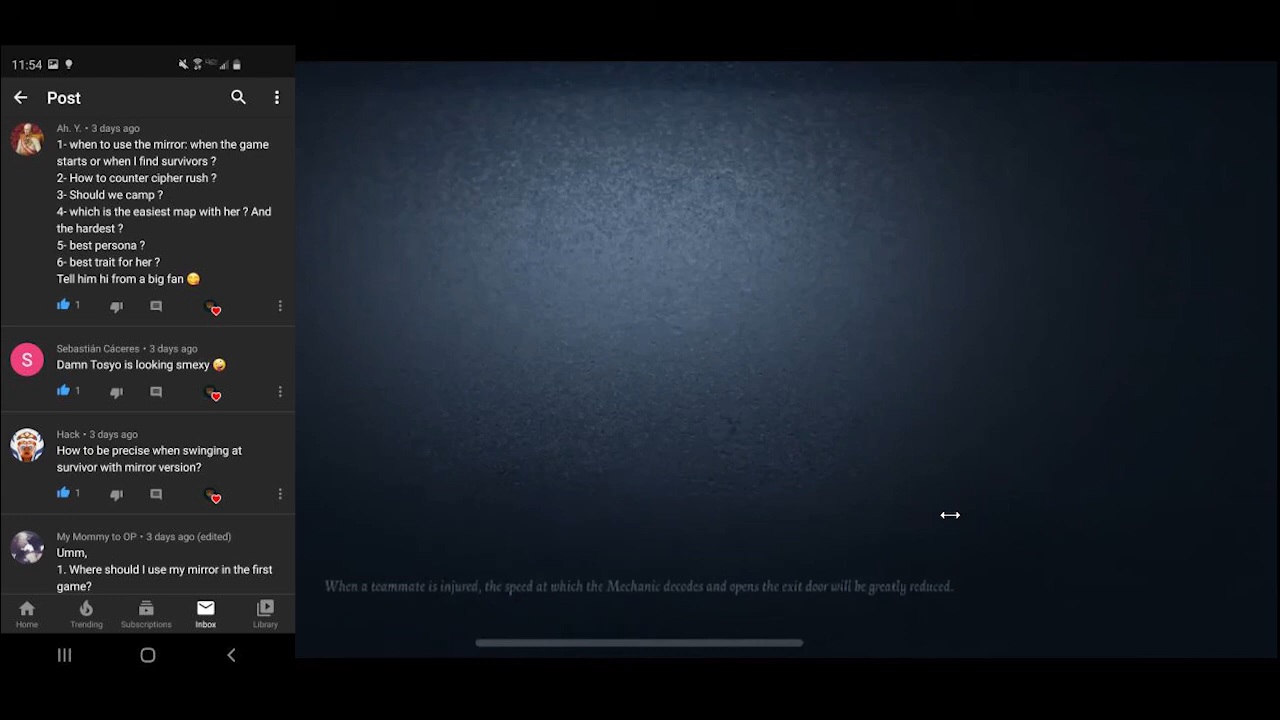 11:54
Post
Ah. Y. • 3 days ago
1- when to use the mirror: when the game
starts or when I find survivors ?
2- How to counter cipher rush ?
3- Should we camp ?
4- which is the easiest map with her ? And
the hardest ?
5- best persona ?
6- best trait for her ?
Tell him hi from a big fan 😋
1
S
Sebastián Cáceres • 3 days ago
Damn Tosyo is looking smexy 🤪
1
Hack • 3 days ago
How to be precise when swinging at
survivor with mirror version?
1
My Mommy to OP • 3 days ago (edited)
Umm,
1. Where should I use my mirror in the first
game?
Home Trending Subscriptions Inbox Library
When a teammate is injured, the speed at which the Mechanic decodes and opens the exit door will be greatly reduced.